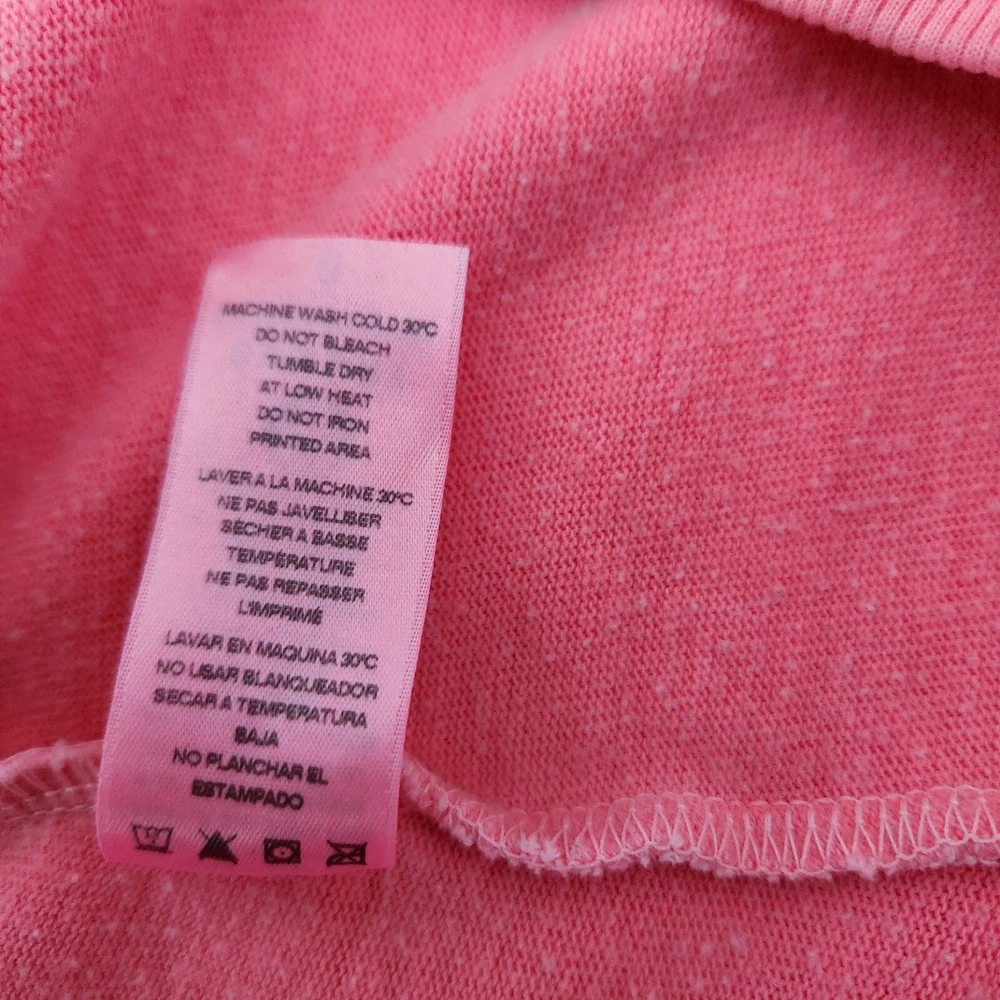 MACHINE WASH COLD 30°C
DO NOT BLEACH
TUMBLE DRY
AT LOW HEAT
DO NOT IRON
PRINTED AREA
LAVER A LA MACHINE 30°C
NE PAS JAVELLISER
SÉCHER A BASSE
TEMPÉRATURE
NE PAS REPASSER
L'IMPRIMÉ
LAVAR EN MAQUINA 30°C
NO USAR BLANQUEADOR
SECAR A TEMPERATURA
BAJA
NO PLANCHAR EL
ESTAMPADO